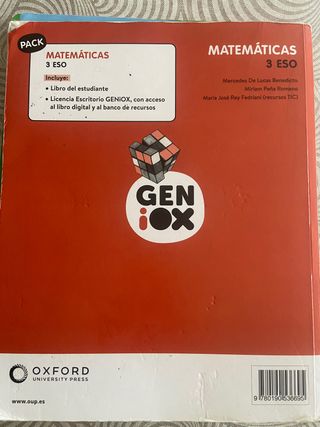 PACK
MATEMÁTICAS
3 ESO
Incluye:
• Libro del estudiante
• Licencia Escritorio GENiOX, con acceso
al libro digital y al banco de recursos
MATEMÁTICAS
3 ESO
Mercedes De Lucas Benedicto
Miriam Peña Romano
María José Rey Fedriani (recursos TIC)
GEN
iOX
OXFORD
UNIVERSITY PRESS
www.oup.es
9780190536695